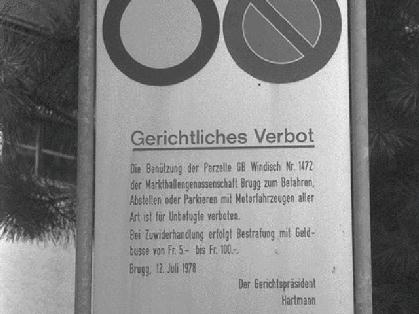 Gerichtliches Verbot
Die Benützung der Parzelle GB Windisch Nr. 1472
der Markthallengenossenschaft Brugg zum Befahren,
Abstellen oder Parkieren mit Motorfahrzeugen aller
Art ist für Unbefugte verboten.
Bei Zuwiderhandlung erfolgt Bestrafung mit Geld-
busse von Fr. 5.- bis Fr. 100.-.
Brugg, 12. Juli 1978
Der Gerichtspräsident
Hartmann